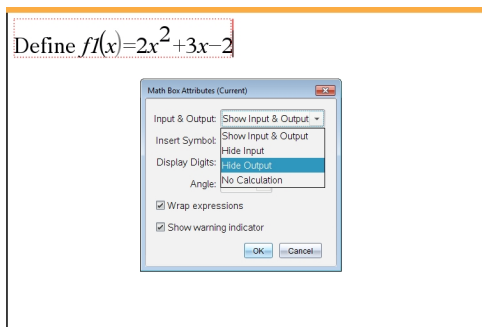 Define f1(x)=2x²+3x−2
Math Box Attributes (Current)
Input & Output: Show Input & Output
Show Input & Output
Insert Symbol:
Hide Input
Display Digits:
Hide Output
Angle:
No Calculation
Wrap expressions
Show warning indicator
OK Cancel